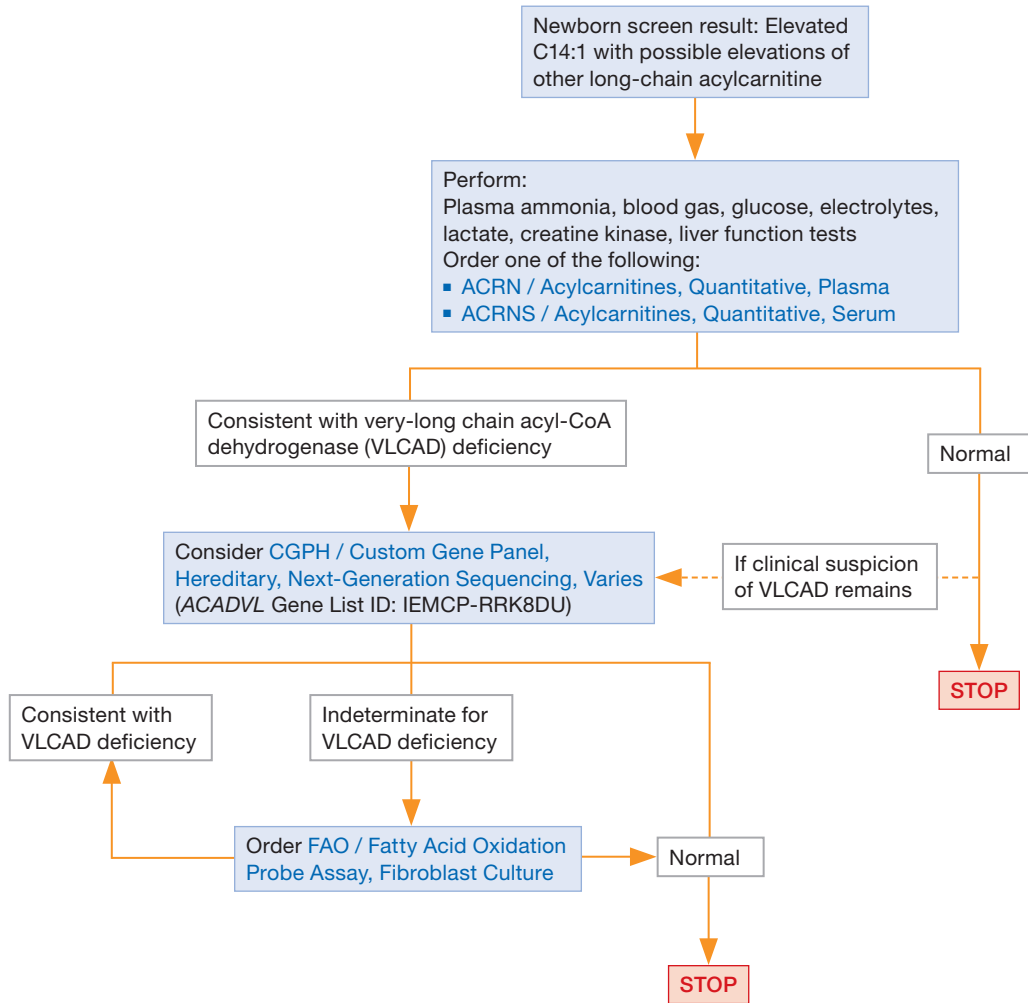 Newborn screen result: Elevated
C14:1 with possible elevations of
other long-chain acylcarnitine
Perform:
Plasma ammonia, blood gas, glucose, electrolytes,
lactate, creatine kinase, liver function tests
Order one of the following:
▪ ACRN / Acylcarnitines, Quantitative, Plasma
▪ ACRNS / Acylcarnitines, Quantitative, Serum
Consistent with very-long chain acyl-CoA
dehydrogenase (VLCAD) deficiency
Normal
Consider CGPH / Custom Gene Panel,
Hereditary, Next-Generation Sequencing, Varies
(ACADVL Gene List ID: IEMCP-RRK8DU)
If clinical suspicion
of VLCAD remains
STOP
Consistent with
VLCAD deficiency
Indeterminate for
VLCAD deficiency
Order FAO / Fatty Acid Oxidation
Probe Assay, Fibroblast Culture
Normal
STOP